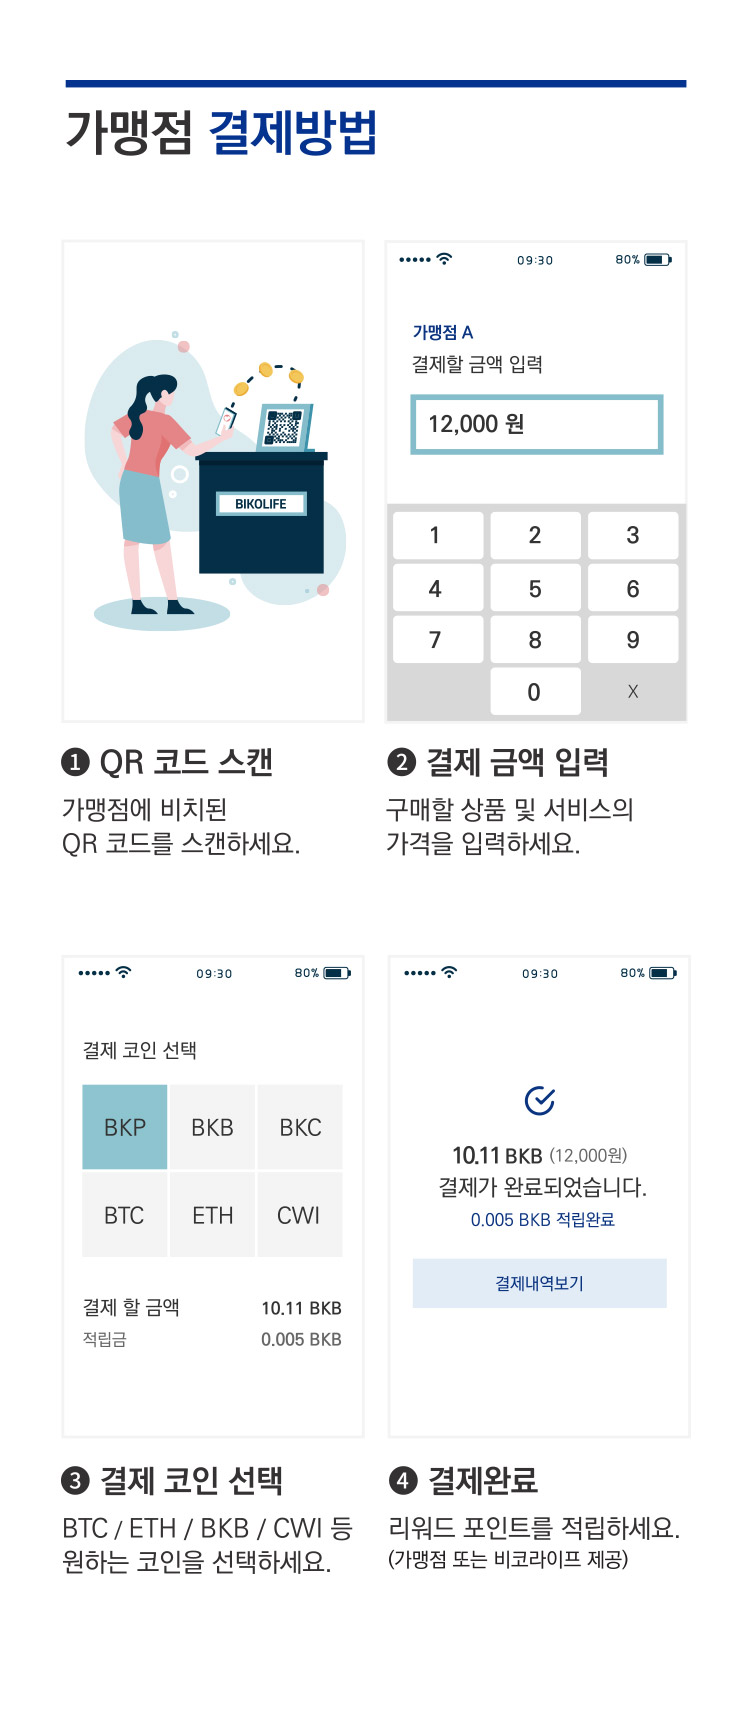 가맹점 결제방법
BIKOLIFE
❶ QR 코드 스캔
가맹점에 비치된
QR 코드를 스캔하세요.
09:30 80%
가맹점 A
결제할 금액 입력
12,000 원
1 2 3
4 5 6
7 8 9
0 X
❷ 결제 금액 입력
구매할 상품 및 서비스의
가격을 입력하세요.
09:30 80%
결제 코인 선택
BKP BKB BKC
BTC ETH CWI
결제 할 금액 10.11 BKB
적립금 0.005 BKB
❸ 결제 코인 선택
BTC / ETH / BKB / CWI 등
원하는 코인을 선택하세요.
09:30 80%
10.11 BKB (12,000원)
결제가 완료되었습니다.
0.005 BKB 적립완료
결제내역보기
❹ 결제완료
리워드 포인트를 적립하세요.
(가맹점 또는 비코라이프 제공)